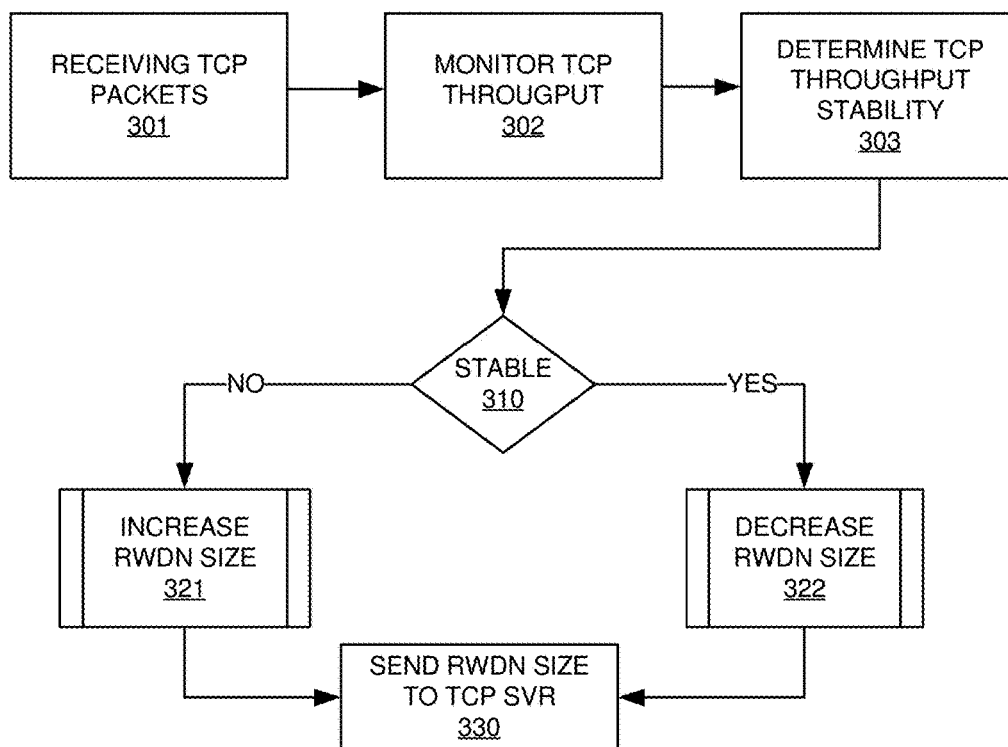 RECEIVING TCP
PACKETS
301
MONITOR TCP
THROUGPUT
302
DETERMINE TCP
THROUGHPUT
STABILITY
303
STABLE
310
NO
YES
INCREASE
RWDN SIZE
321
DECREASE
RWDN SIZE
322
SEND RWDN SIZE
TO TCP SVR
330